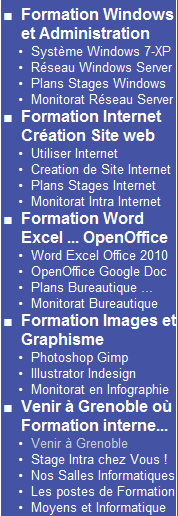 Formation Windows
et Administration
Système Windows 7-XP
Réseau Windows Server
Plans Stages Windows
Monitorat Réseau Server
Formation Internet
Création Site web
Utiliser Internet
Creation de Site Internet
Plans Stages Internet
Monitorat Intra Internet
Formation Word
Excel ... OpenOffice
Word Excel Office 2010
OpenOffice Google Doc
Plans Bureautique ...
Monitorat Bureautique
Formation Images et
Graphisme
Photoshop Gimp
Illustrator Indesign
Monitorat en Infographie
Venir à Grenoble où
Formation interne...
Venir à Grenoble
Stage Intra chez Vous !
Nos Salles Informatiques
Les postes de Formation
Moyens et Informatique